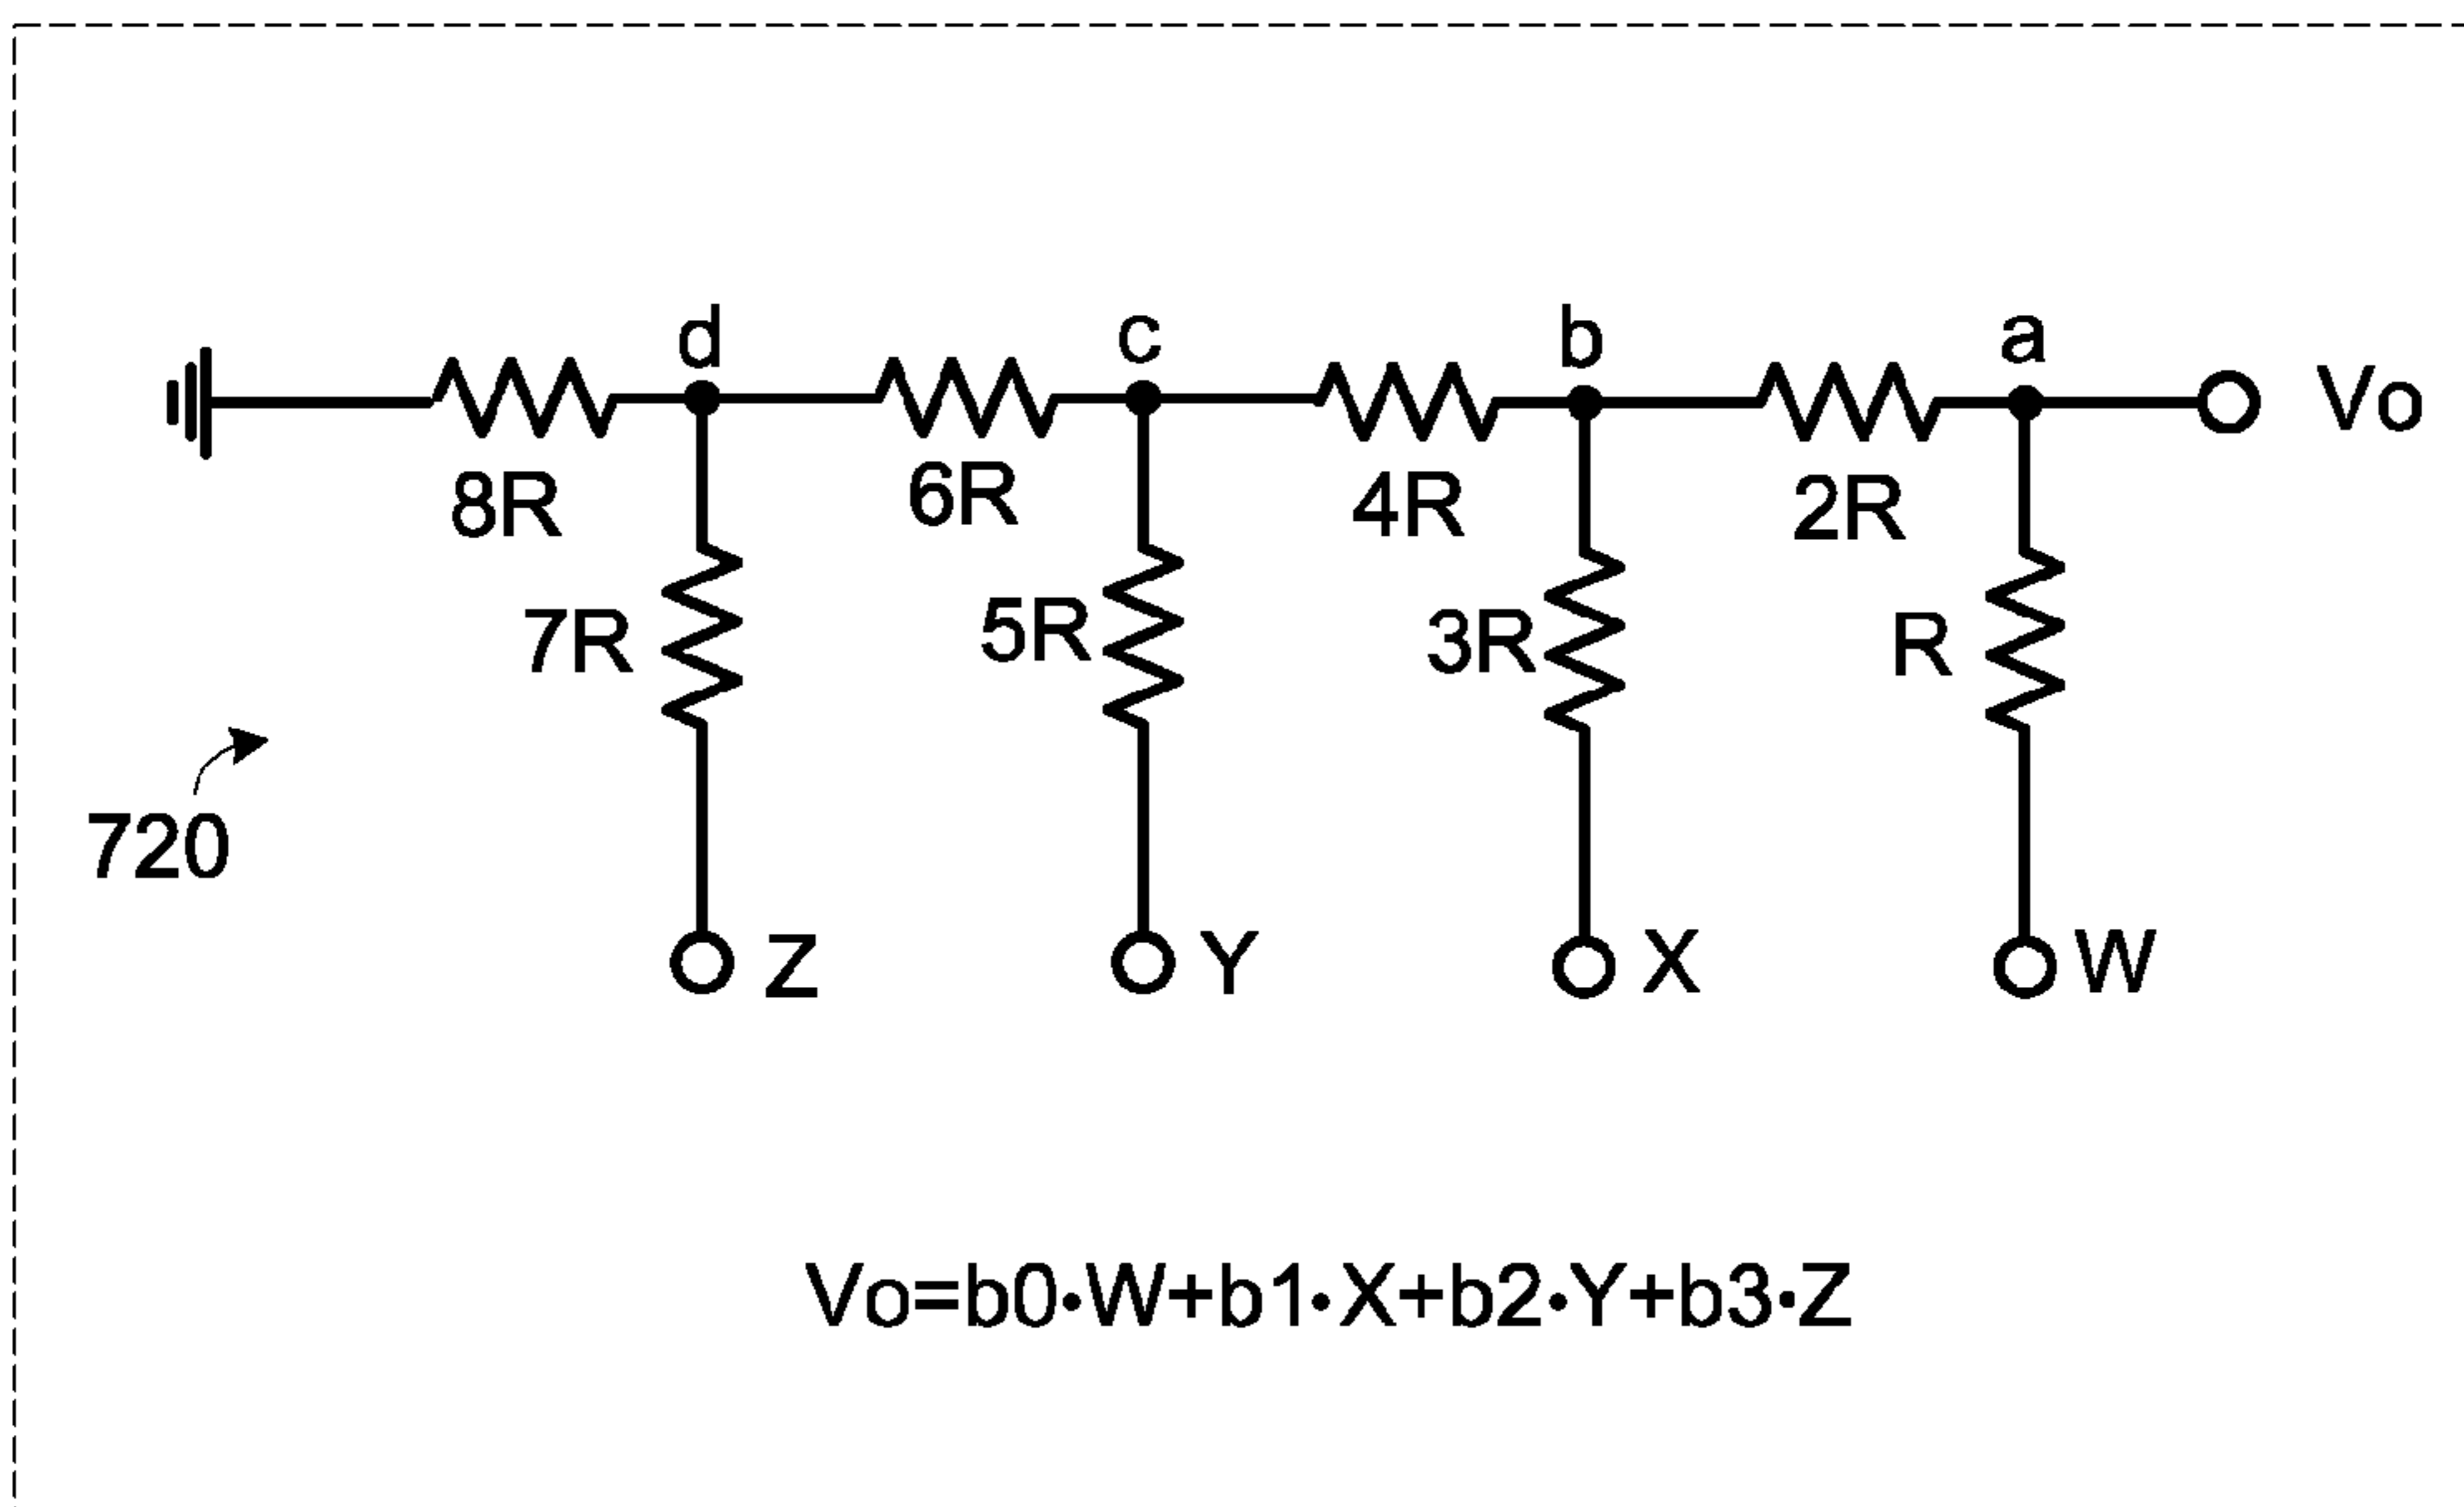 d c b a
Vo
8R 6R 4R 2R
7R 5R 3R R
720
Z Y X W
Vo=b0•W+b1•X+b2•Y+b3•Z